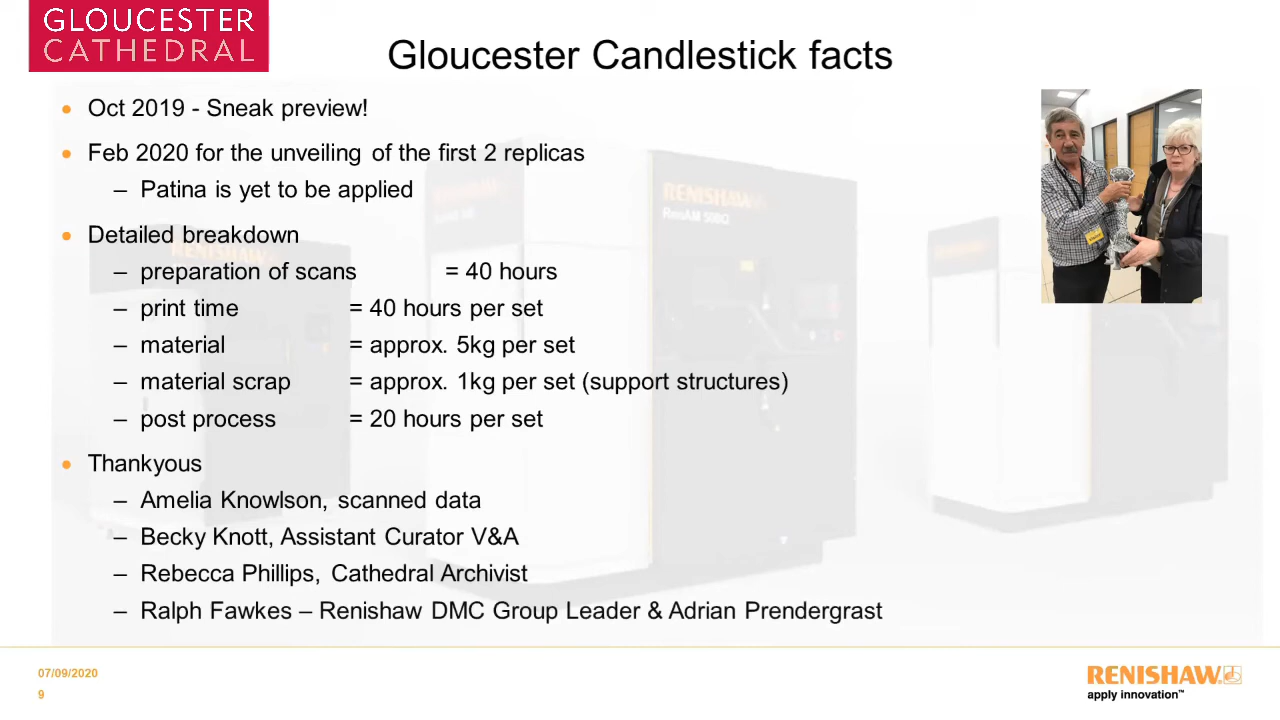 GLOUCESTER
CATHEDRAL
Gloucester Candlestick facts
• Oct 2019 - Sneak preview!
• Feb 2020 for the unveiling of the first 2 replicas
– Patina is yet to be applied
• Detailed breakdown
– preparation of scans = 40 hours
– print time = 40 hours per set
– material = approx. 5kg per set
– material scrap = approx. 1kg per set (support structures)
– post process = 20 hours per set
• Thankyous
– Amelia Knowlson, scanned data
– Becky Knott, Assistant Curator V&A
– Rebecca Phillips, Cathedral Archivist
– Ralph Fawkes – Renishaw DMC Group Leader & Adrian Prendergrast
RENISHAW
RenAM 500Q
RENISHAW
07/09/2020
9
RENISHAW
apply innovation™